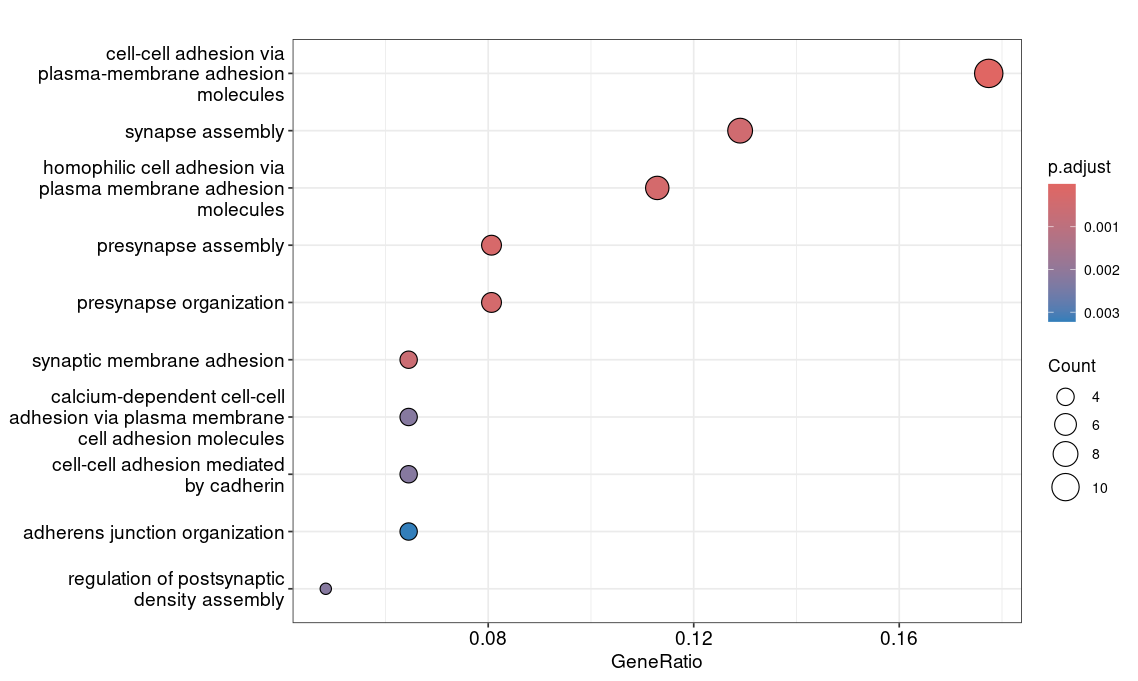 cell-cell adhesion via
plasma-membrane adhesion
molecules
synapse assembly
homophilic cell adhesion via
plasma membrane adhesion
molecules
presynapse assembly
presynapse organization
synaptic membrane adhesion
calcium-dependent cell-cell
adhesion via plasma membrane
cell adhesion molecules
cell-cell adhesion mediated
by cadherin
adherens junction organization
regulation of postsynaptic
density assembly
0.08
0.12
0.16
GeneRatio
p.adjust
0.001
0.002
0.003
Count
4
6
8
10